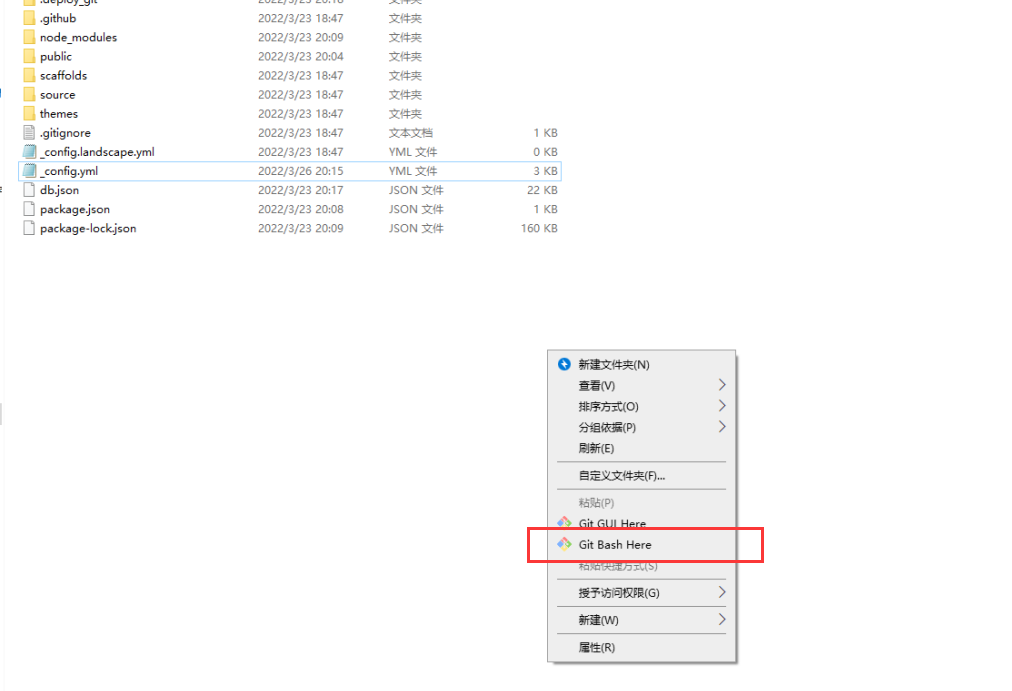 .deploy_git 2022/3/23 20:18 文件夹
.github 2022/3/23 18:47 文件夹
node_modules 2022/3/23 20:09 文件夹
public 2022/3/23 20:04 文件夹
scaffolds 2022/3/23 18:47 文件夹
source 2022/3/23 18:47 文件夹
themes 2022/3/23 18:47 文件夹
.gitignore 2022/3/23 18:47 文本文档 1 KB
_config.landscape.yml 2022/3/23 18:47 YML 文件 0 KB
_config.yml 2022/3/26 20:15 YML 文件 3 KB
db.json 2022/3/23 20:17 JSON 文件 22 KB
package.json 2022/3/23 20:08 JSON 文件 1 KB
package-lock.json 2022/3/23 20:09 JSON 文件 160 KB
新建文件夹(N)
查看(V)
排序方式(O)
分组依据(P)
刷新(E)
自定义文件夹(F)...
粘贴(P)
Git GUI Here
Git Bash Here
粘贴快捷方式(S)
授予访问权限(G)
新建(W)
属性(R)